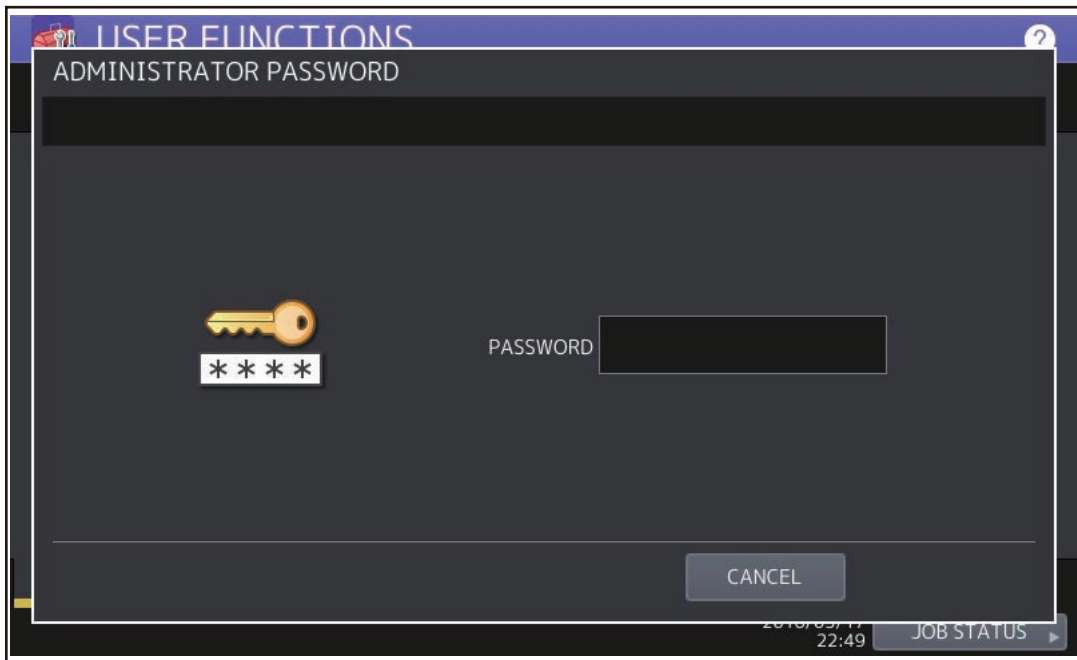 USER FUNCTIONS
?
ADMINISTRATOR PASSWORD
PASSWORD
****
CANCEL
22:49
JOB STATUS